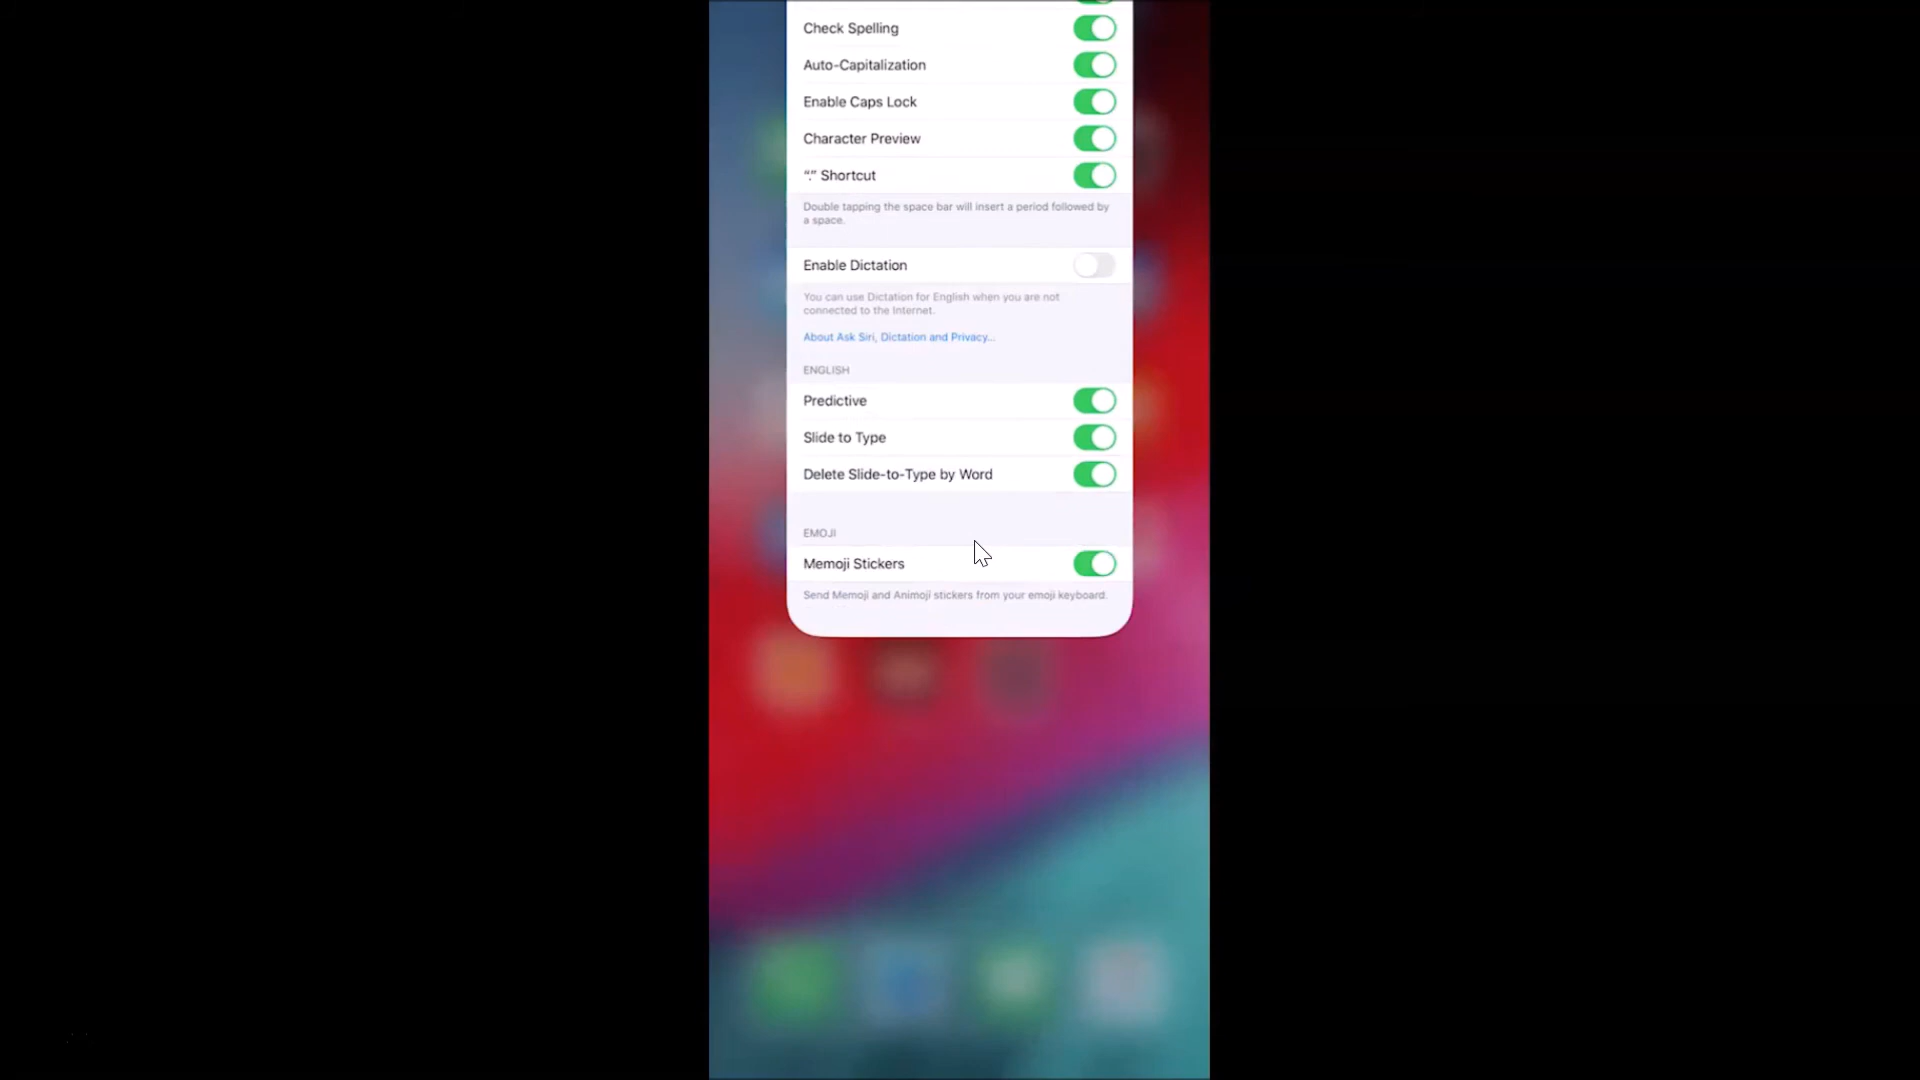 Check Spelling
Auto-Capitalization
Enable Caps Lock
Character Preview
“.” Shortcut
Double tapping the space bar will insert a period followed by
a space.
Enable Dictation
You can use Dictation for English when you are not
connected to the Internet.
About Ask Siri, Dictation and Privacy...
ENGLISH
Predictive
Slide to Type
Delete Slide-to-Type by Word
EMOJI
Memoji Stickers
Send Memoji and Animoji stickers from your emoji keyboard.